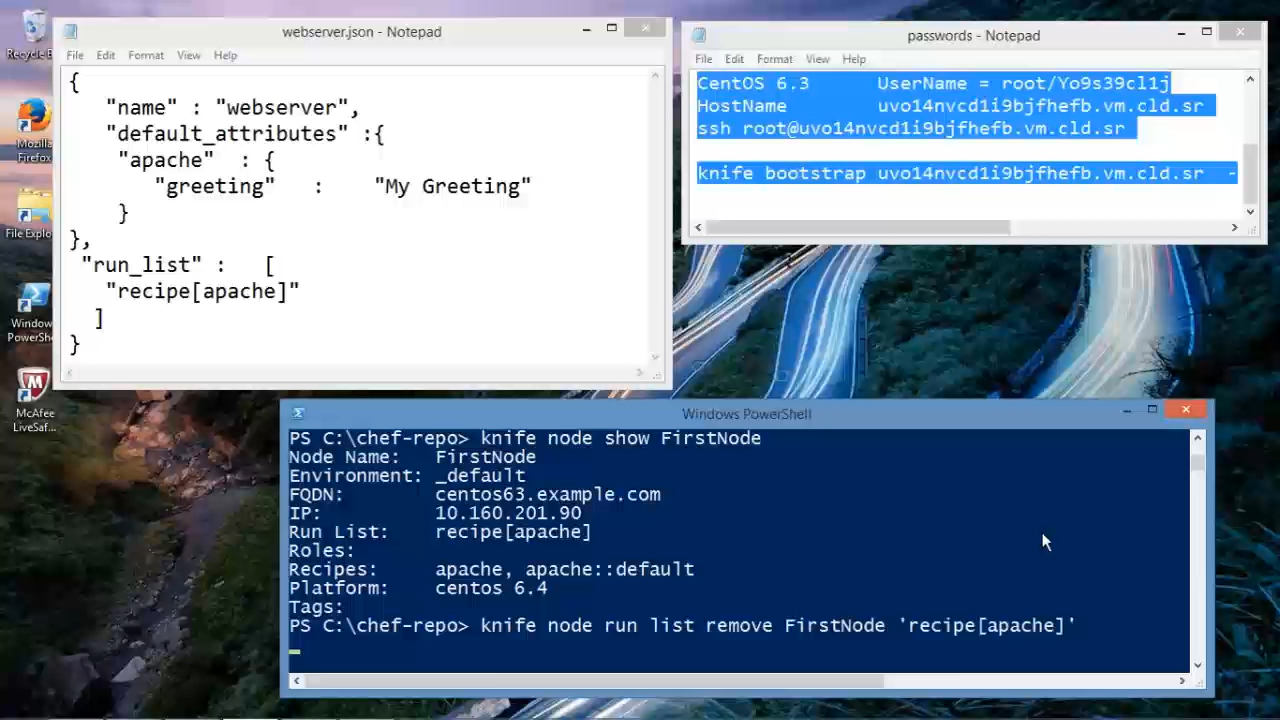 Recycle B
Mozilla
Firefox
File Explo
Windows
PowerShe
McAfee
LiveSaf...
webserver.json - Notepad
File Edit Format View Help
{
"name" : "webserver",
"default_attributes" :{
"apache" : {
"greeting" : "My Greeting"
}
},
"run_list" : [
"recipe[apache]"
]
}
passwords - Notepad
File Edit Format View Help
CentOS 6.3 UserName = root/Yo9s39cl1j
HostName uvo14nvcd1i9bjfhefb.vm.cld.sr
ssh root@uvo14nvcd1i9bjfhefb.vm.cld.sr
knife bootstrap uvo14nvcd1i9bjfhefb.vm.cld.sr -
Windows PowerShell
PS C:\chef-repo> knife node show FirstNode
Node Name: FirstNode
Environment: _default
FQDN: centos63.example.com
IP: 10.160.201.90
Run List: recipe[apache]
Roles:
Recipes: apache, apache::default
Platform: centos 6.4
Tags:
PS C:\chef-repo> knife node run list remove FirstNode 'recipe[apache]'